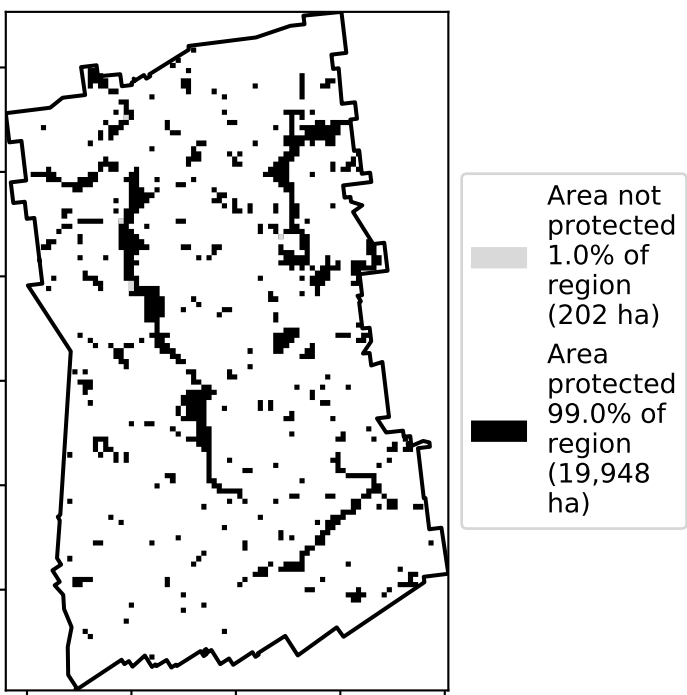 Area not
protected
1.0% of
region
(202 ha)
Area
protected
99.0% of
region
(19,948
ha)